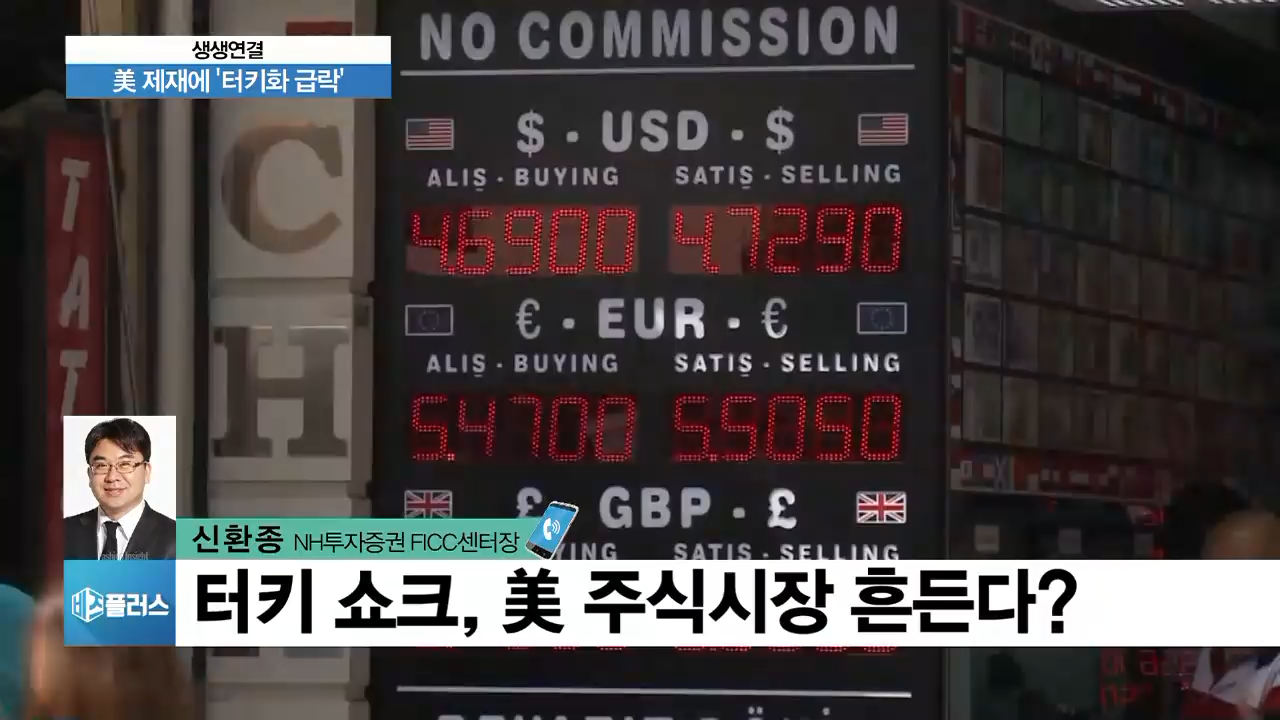 생생연결
美 제재에 '터키화 급락'
NO COMMISSION
$ · USD · $
ALIŞ · BUYING SATIŞ · SELLING
4.6900 4.7290
€ · EUR · €
ALIŞ · BUYING SATIŞ · SELLING
5.4700 5.5050
£ · GBP · £
YING SATIŞ · SELLING
C
H
TAT
신환종 NH투자증권 FICC센터장
비즈플러스
터키 쇼크, 美 주식시장 흔든다?